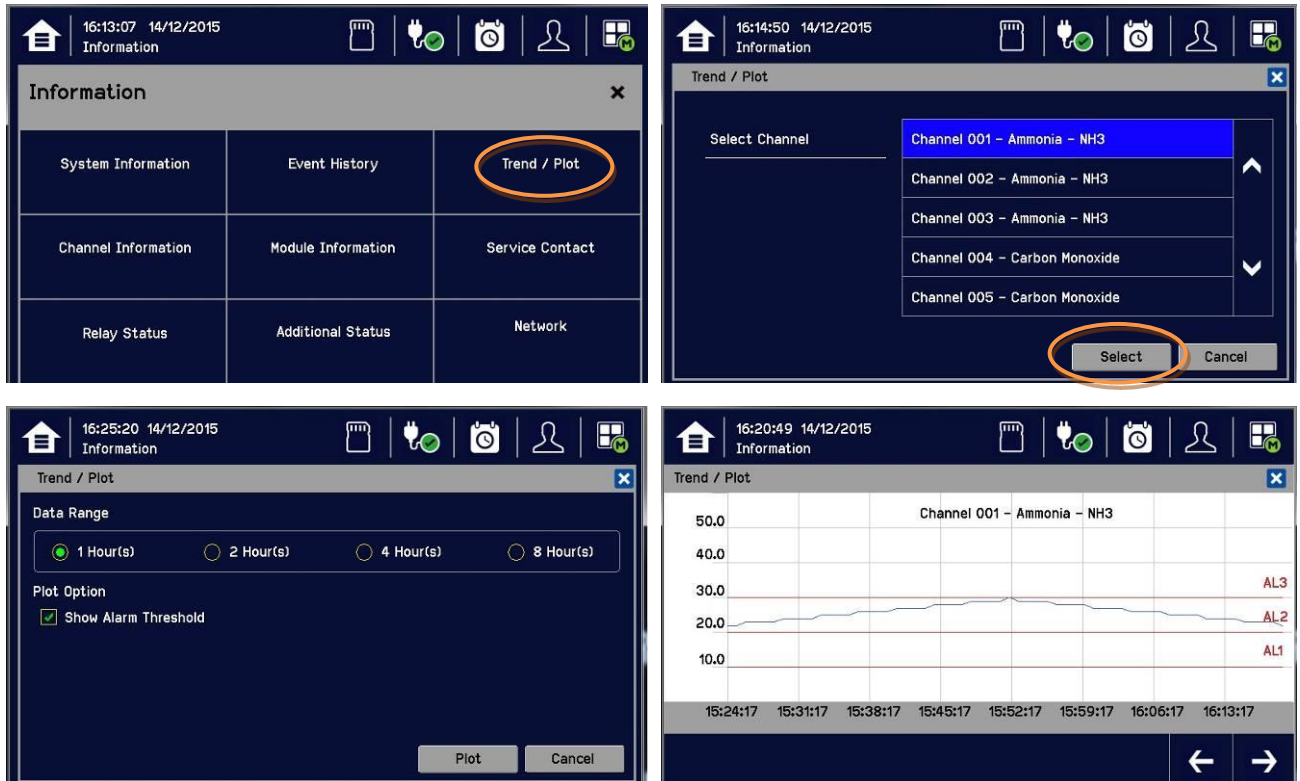 16:13:07 14/12/2015
Information
M
Information
System Information
Event History
Trend / Plot
Channel Information
Module Information
Service Contact
Relay Status
Additional Status
Network
16:14:50 14/12/2015
Information
M
Trend / Plot
Select Channel
Channel 001 - Ammonia - NH3
Channel 002 - Ammonia - NH3
Channel 003 - Ammonia - NH3
Channel 004 - Carbon Monoxide
Channel 005 - Carbon Monoxide
Select
Cancel
16:25:20 14/12/2015
Information
M
Trend / Plot
Data Range
1 Hour(s) 2 Hour(s) 4 Hour(s) 8 Hour(s)
Plot Option
Show Alarm Threshold
Plot
Cancel
16:20:49 14/12/2015
Information
M
Trend / Plot
Channel 001 - Ammonia - NH3
50.0
40.0
30.0
AL3
20.0
AL2
10.0
AL1
15:24:17 15:31:17 15:38:17 15:45:17 15:52:17 15:59:17 16:06:17 16:13:17